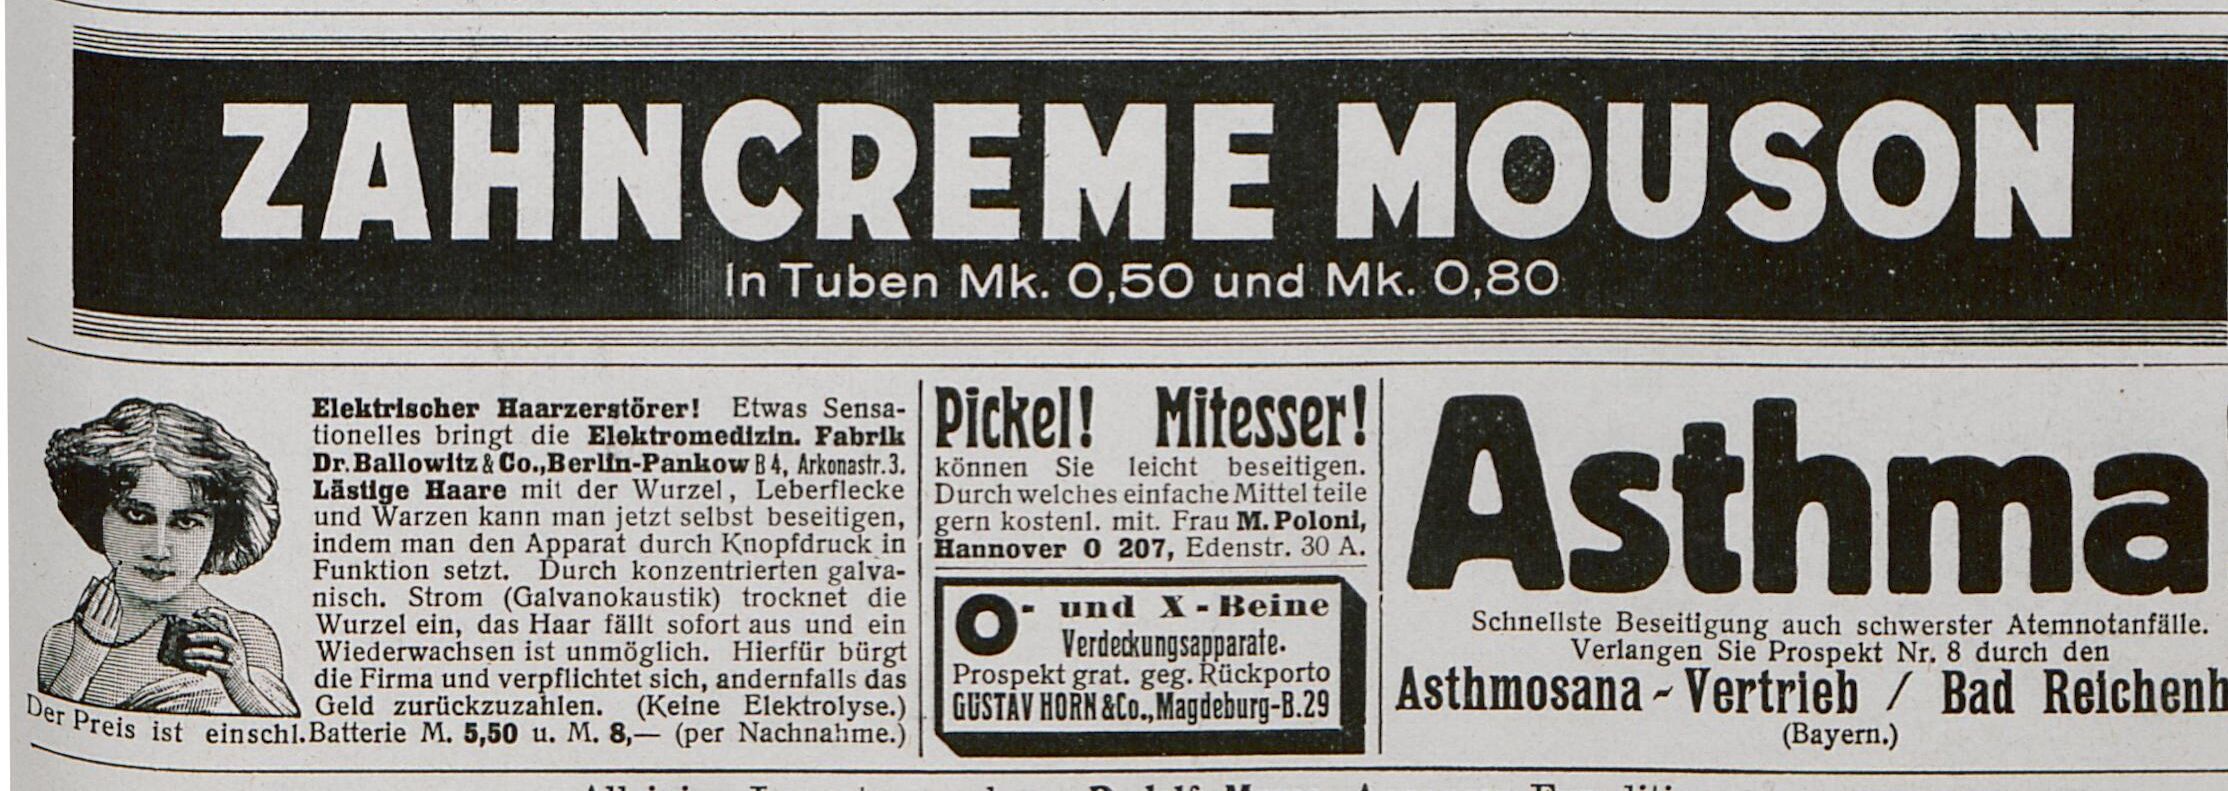 ZAHNCREME MOUSON
In Tuben Mk. 0,50 und Mk. 0,80
Elektrischer Haarzerstörer! Etwas Sensa-
tionelles bringt die Elektromedizin. Fabrik
Dr. Ballowitz & Co., Berlin-Pankow B 4, Arkonastr. 3.
Lästige Haare mit der Wurzel, Leberflecke
und Warzen kann man jetzt selbst beseitigen,
indem man den Apparat durch Knopfdruck in
Funktion setzt. Durch konzentrierten galva-
nisch. Strom (Galvanokaustik) trocknet die
Wurzel ein, das Haar fällt sofort aus und ein
Wiederwachsen ist unmöglich. Hierfür bürgt
die Firma und verpflichtet sich, andernfalls das
Geld zurückzuzahlen. (Keine Elektrolyse.)
Der Preis ist einschl. Batterie M. 5,50 u. M. 8,— (per Nachnahme.)
Pickel! Mitesser!
können Sie leicht beseitigen.
Durch welches einfache Mittel teile
gern kostenl. mit. Frau M. Poloni,
Hannover O 207, Edenstr. 30 A.
O- und X-Beine
Verdeckungsapparate.
Prospekt grat. geg. Rückporto
GUSTAV HORN & Co., Magdeburg-B. 29
Asthma
Schnellste Beseitigung auch schwerster Atemnotanfälle.
Verlangen Sie Prospekt Nr. 8 durch den
Asthmosana-Vertrieb / Bad Reichenh
(Bayern.)